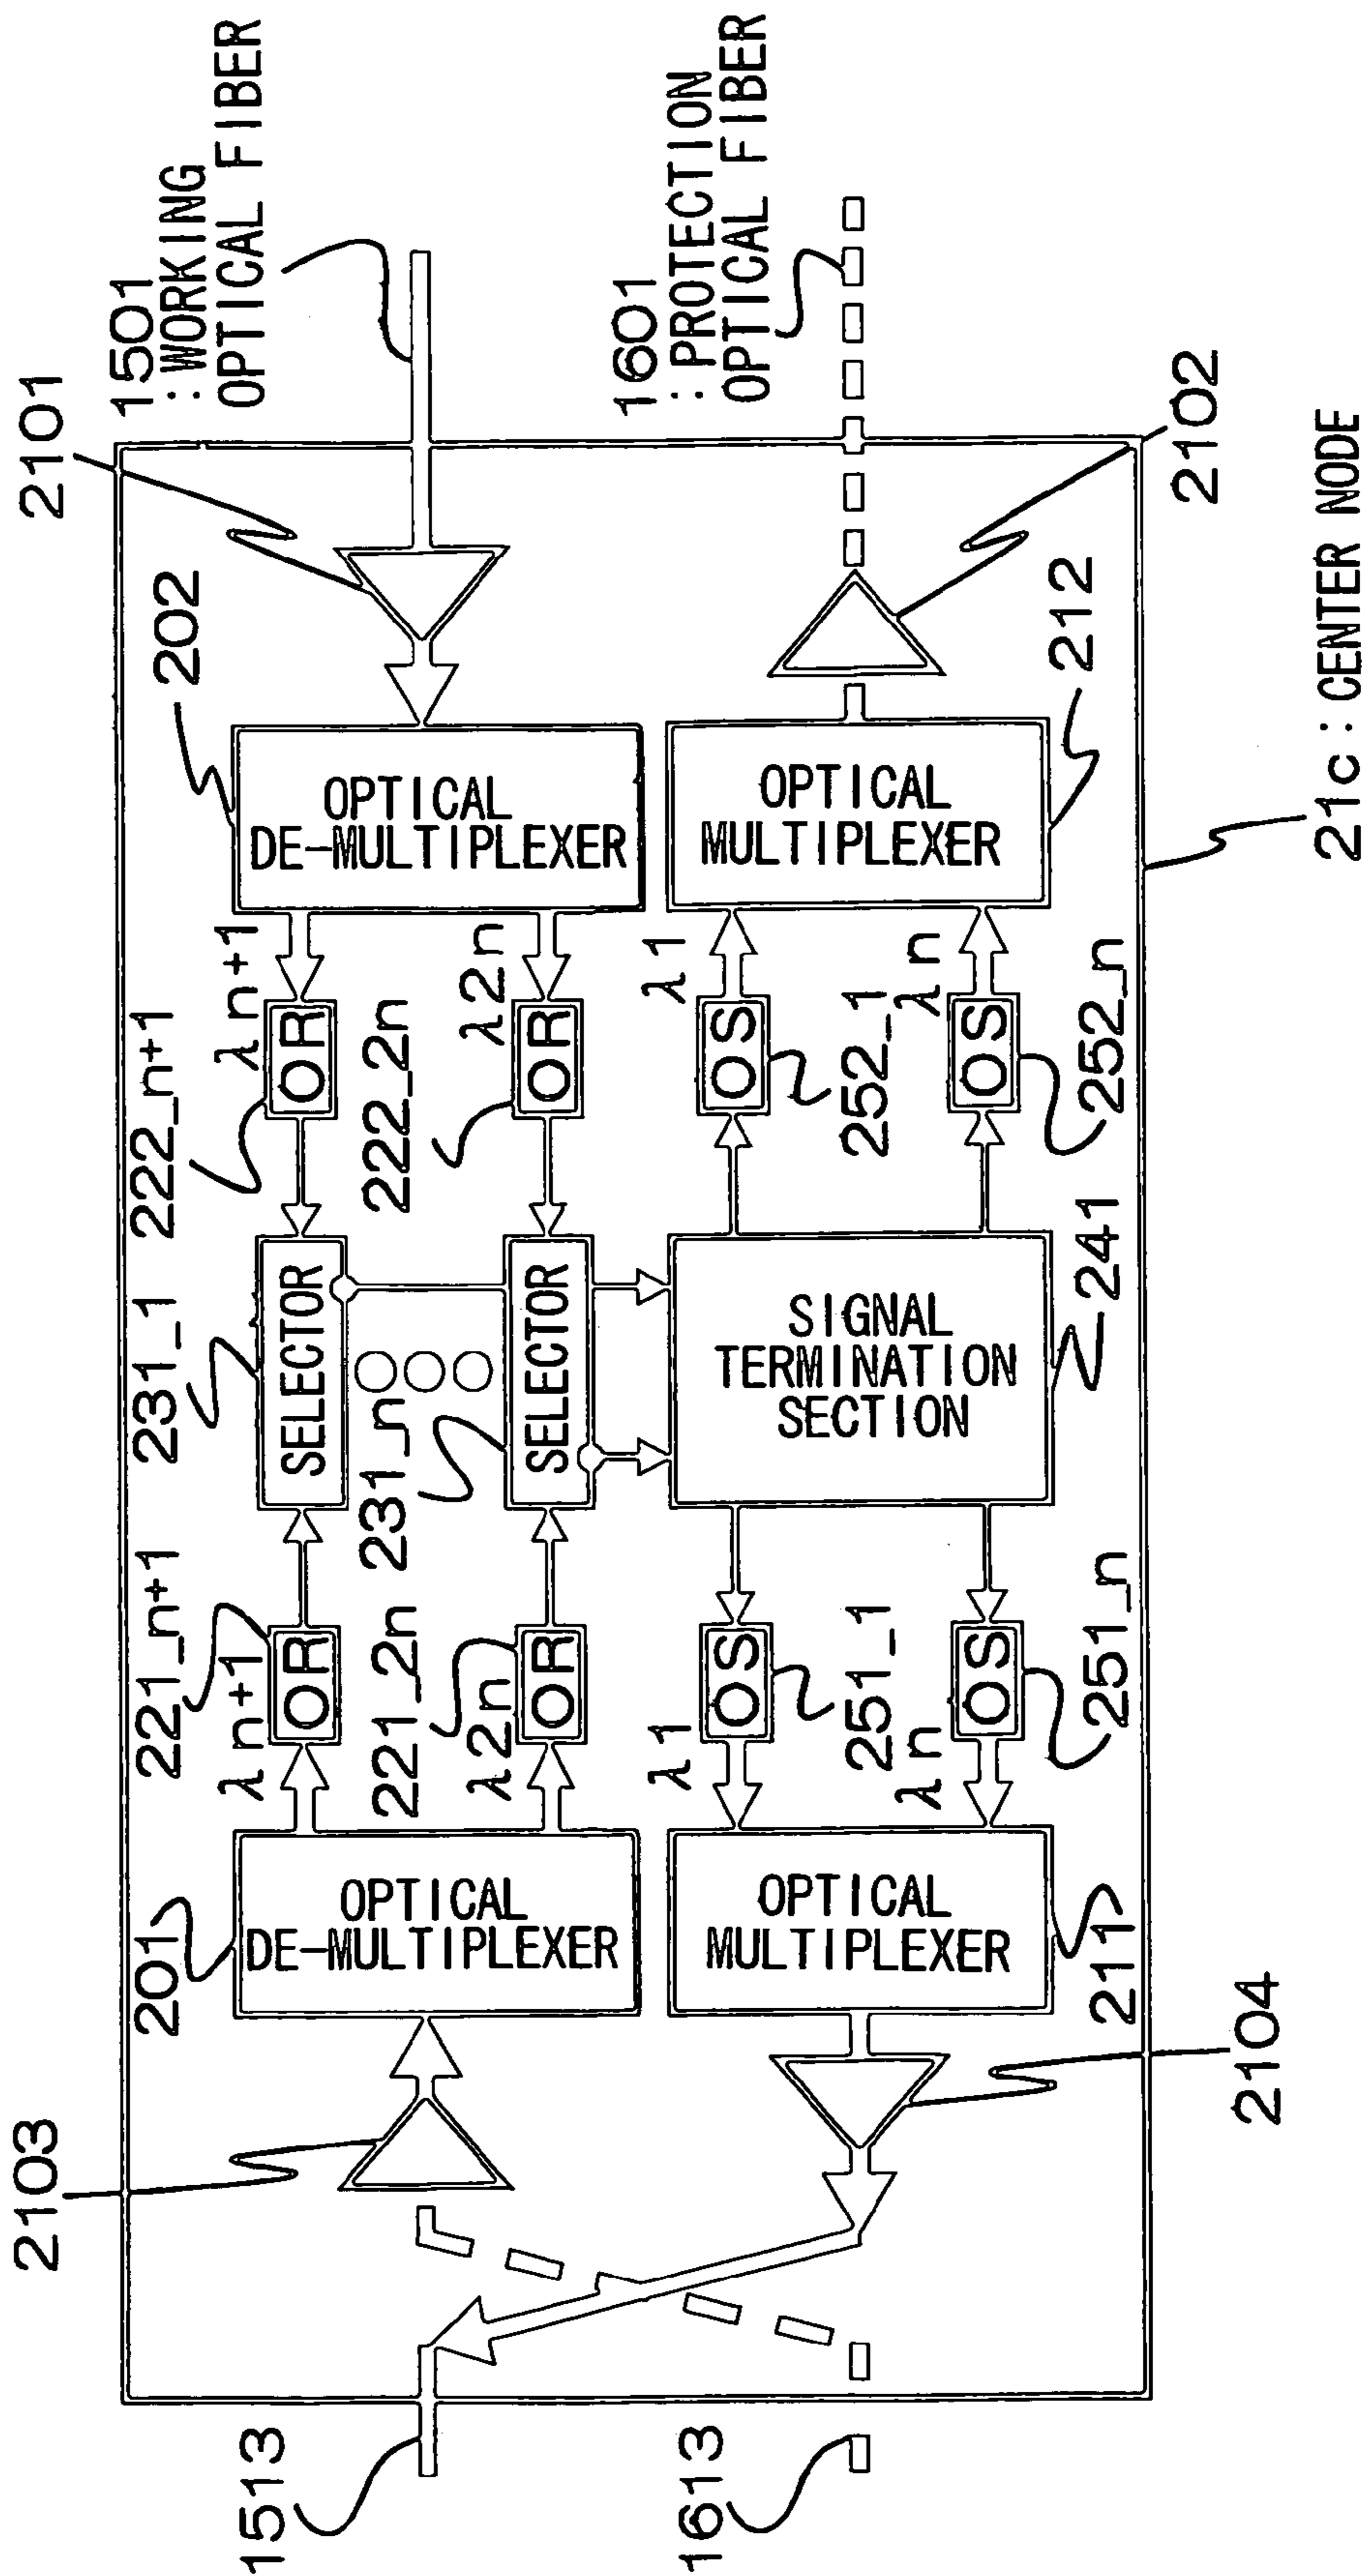 1501
:WORKING
OPTICAL FIBER
1601
:PROTECTION
OPTICAL FIBER
2101
2102
202
212
OPTICAL
DE-MULTIPLEXER
OPTICAL
MULTIPLEXER
222_n+1
λn+1
OR
222_2n
λ2n
OR
λ1
OS
252_1
λn
OS
252_n
231_1
SELECTOR
231_n
SELECTOR
SIGNAL
TERMINATION
SECTION
241
221_n+1
λn+1
OR
221_2n
λ2n
OR
λ1
OS
251_1
λn
OS
251_n
201
OPTICAL
DE-MULTIPLEXER
OPTICAL
MULTIPLEXER
211
2103
2104
1513
1613
21c : CENTER NODE